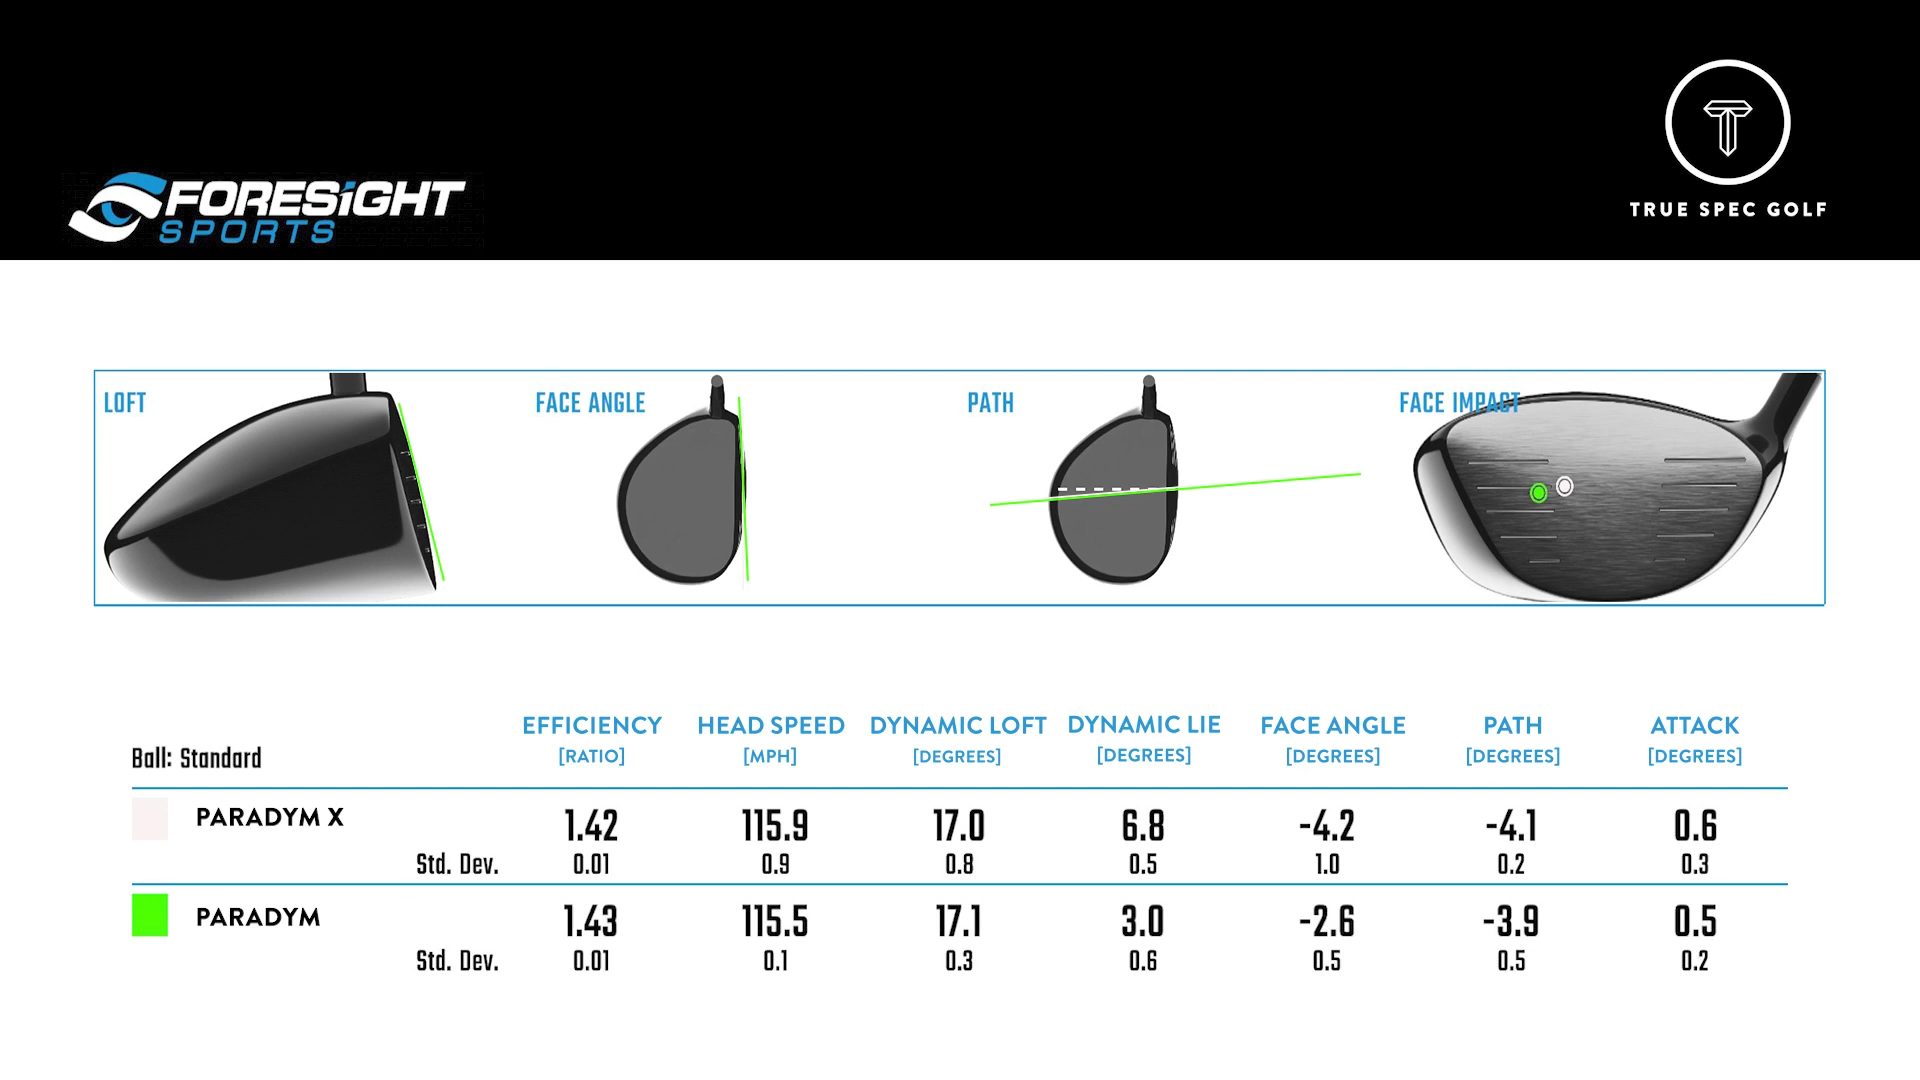 FORESiGHT
SPORTS
TRUE SPEC GOLF
LOFT
FACE ANGLE
PATH
FACE IMPACT
EFFICIENCY HEAD SPEED DYNAMIC LOFT DYNAMIC LIE FACE ANGLE PATH ATTACK
Ball: Standard [RATIO] [MPH] [DEGREES] [DEGREES] [DEGREES] [DEGREES] [DEGREES]
PARADYM X 1.42 115.9 17.0 6.8 -4.2 -4.1 0.6
Std. Dev. 0.01 0.9 0.8 0.5 1.0 0.2 0.3
PARADYM 1.43 115.5 17.1 3.0 -2.6 -3.9 0.5
Std. Dev. 0.01 0.1 0.3 0.6 0.5 0.5 0.2